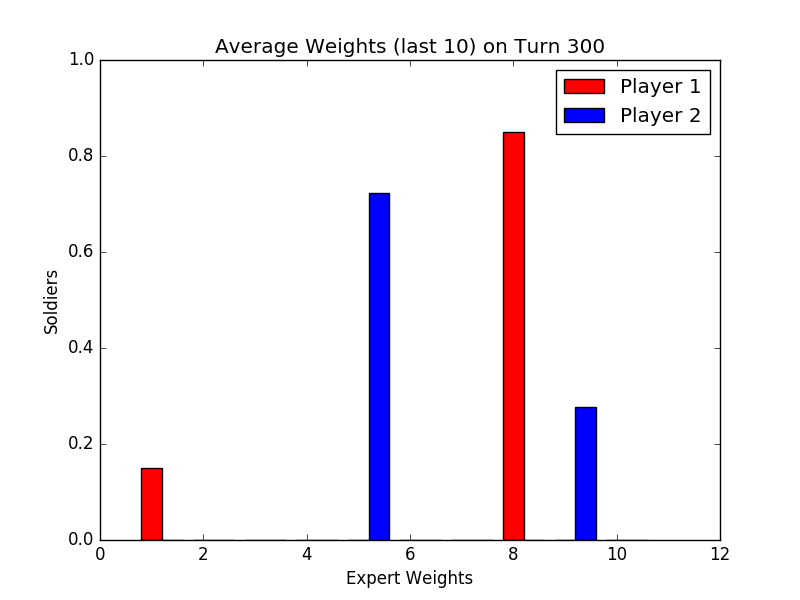 Average Weights (last 10) on Turn 300
1.0
Player 1
Player 2
0.8
0.6
Soldiers
0.4
0.2
0.0
0 2 4 6 8 10 12
Expert Weights